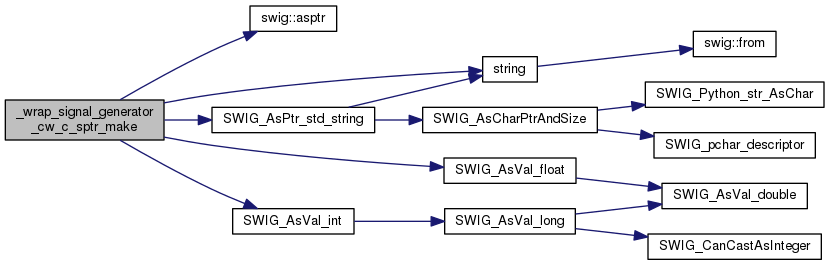 _wrap_signal_generator
_cw_c_sptr_make
swig::asptr
string
swig::from
SWIG_AsPtr_std_string
SWIG_AsCharPtrAndSize
SWIG_Python_str_AsChar
SWIG_pchar_descriptor
SWIG_AsVal_float
SWIG_AsVal_double
SWIG_AsVal_int
SWIG_AsVal_long
SWIG_CanCastAsInteger